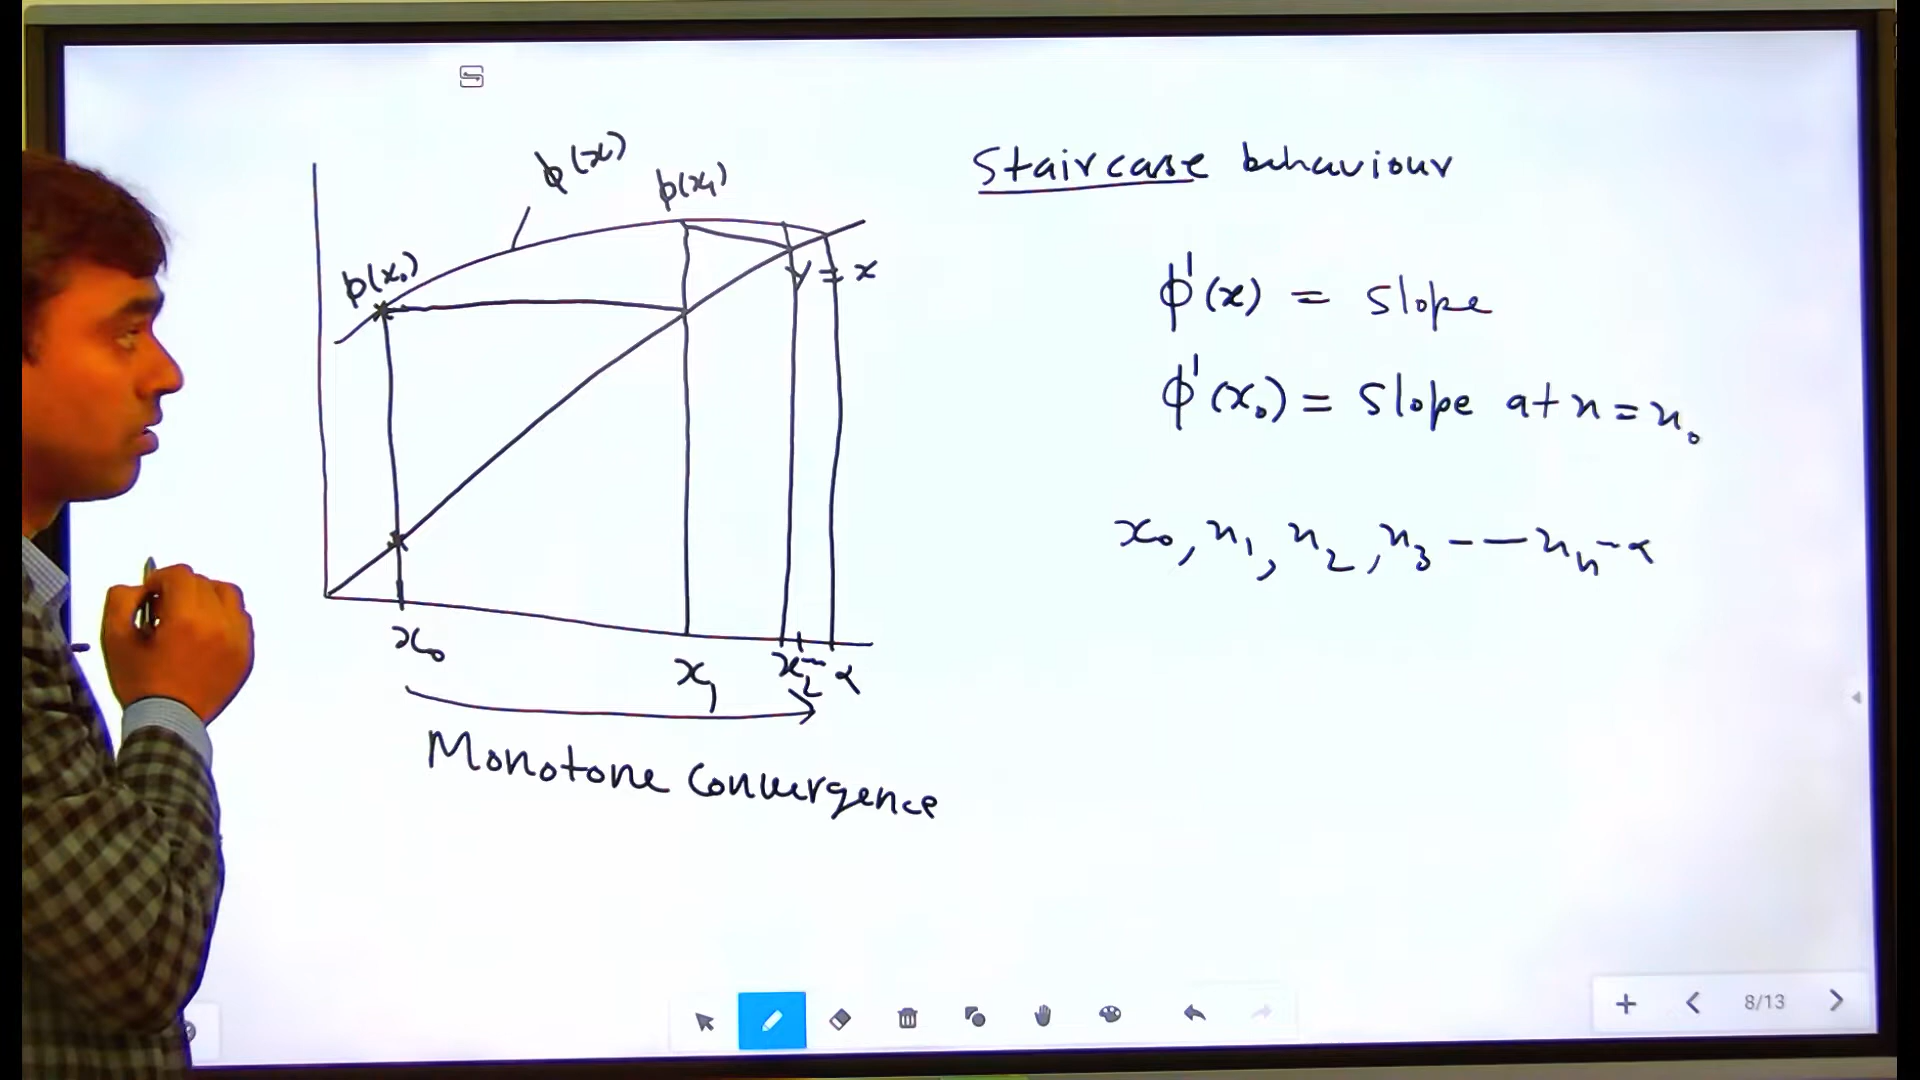 Staircase behaviour
ϕ(x)
ϕ(x₁)
ϕ(x₀)
y = x
ϕ'(x) = Slope
ϕ'(x₀) = Slope at x = x₀
x₀, x₁, x₂, x₃ - - xₙ - α
x₀ x₁ x₂ - α
Monotone Convergence
8/13